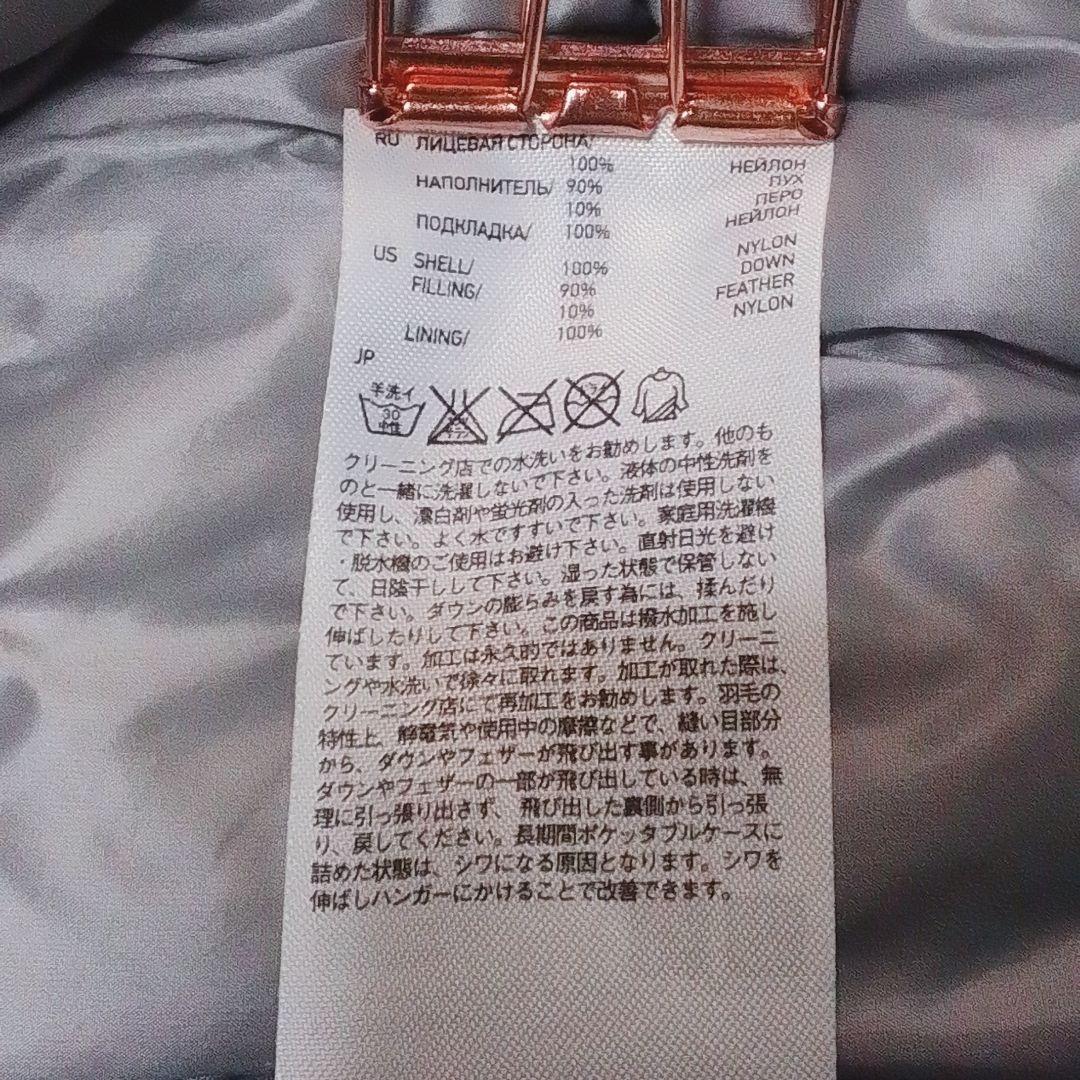 RU ЛИЦЕВАЯ СТОРОНА/
100% НЕЙЛОН
НАПОЛНИТЕЛЬ/ 90% ПУХ
10% ПЕРО
ПОДКЛАДКА/ 100% НЕЙЛОН
US SHELL/ 100% NYLON
FILLING/ 90% DOWN
10% FEATHER
LINING/ 100% NYLON
JP
手洗イ
30
中性
クリーニング店での水洗いをお勧めします。他のも
のと一緒に洗濯しないで下さい。液体の中性洗剤を
使用し、漂白剤や蛍光剤の入った洗剤は使用しない
で下さい。よく水ですすいで下さい。家庭用洗濯機
・脱水機のご使用はお避け下さい。直射日光を避け
て、日陰干しして下さい。湿った状態で保管しない
で下さい。ダウンの膨らみを戻す為には、揉んだり
伸ばしたりして下さい。この商品は撥水加工を施し
ています。加工は永久的ではありません。クリーニ
ングや水洗いで徐々に取れます。加工が取れた際は、
クリーニング店にて再加工をお勧めします。羽毛の
特性上、静電気や使用中の摩擦などで、縫い目部分
から、ダウンやフェザーが飛び出す事があります。
ダウンやフェザーの一部が飛び出している時は、無
理に引っ張り出さず、飛び出した裏側から引っ張
り、戻してください。長期間ポケッタブルケースに
詰めた状態は、シワになる原因となります。シワを
伸ばしハンガーにかけることで改善できます。